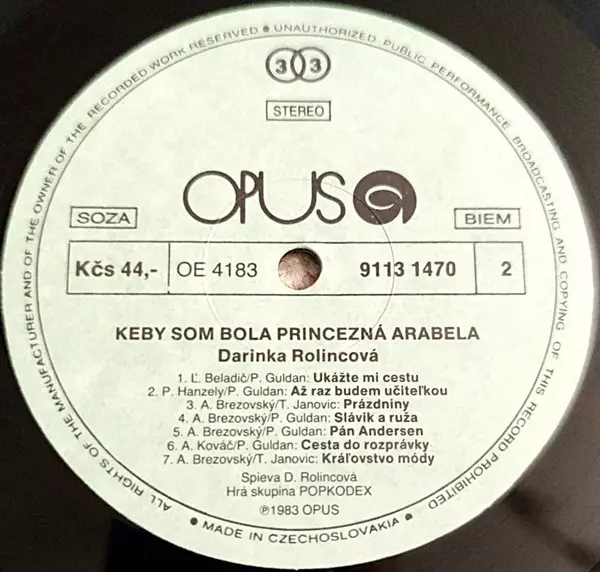 ALL RIGHTS OF THE MANUFACTURER AND OF THE OWNER OF THE RECORDED WORK RESERVED ● UNAUTHORIZED PUBLIC PERFORMANCE BROADCASTING AND COPYING OF THIS RECORD PROHIBITED
33
STEREO
OPUS
SOZA
BIEM
Kčs 44,- OE 4183 9113 1470 2
KEBY SOM BOLA PRINCEZNÁ ARABELA
Darinka Rolincová
1. Ľ. Beladič/P. Guldan: Ukážte mi cestu
2. P. Hanzely/P. Guldan: Až raz budem učiteľkou
3. A. Brezovský/T. Janovic: Prázdniny
4. A. Brezovský/P. Guldan: Slávik a ruža
5. A. Brezovský/P. Guldan: Pán Andersen
6. A. Kováč/P. Guldan: Cesta do rozprávky
7. A. Brezovský/T. Janovic: Kráľovstvo módy
Spieva D. Rolincová
Hrá skupina POPKODEX
℗1983 OPUS
● MADE IN CZECHOSLOVAKIA ●